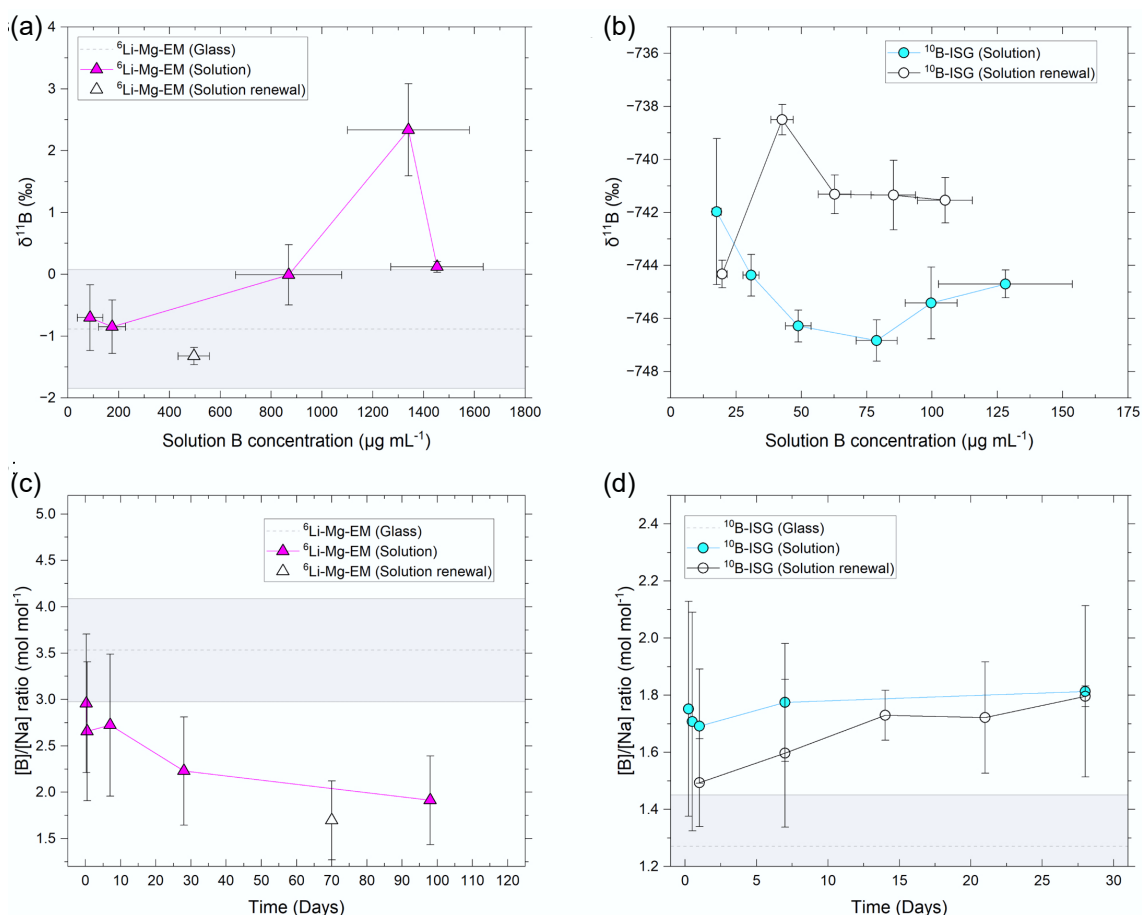 (a)
⁶Li-Mg-EM (Glass)
⁶Li-Mg-EM (Solution)
⁶Li-Mg-EM (Solution renewal)
4
3
2
1
0
−1
−2
δ¹¹B (‰)
0 200 400 600 800 1000 1200 1400 1600 1800
Solution B concentration (µg mL⁻¹)
(b)
¹⁰B-ISG (Solution)
¹⁰B-ISG (Solution renewal)
−736
−738
−740
−742
−744
−746
−748
δ¹¹B (‰)
0 25 50 75 100 125 150 175
Solution B concentration (µg mL⁻¹)
(c)
⁶Li-Mg-EM (Glass)
⁶Li-Mg-EM (Solution)
⁶Li-Mg-EM (Solution renewal)
5.0
4.5
4.0
3.5
3.0
2.5
2.0
1.5
[B]/[Na] ratio (mol mol⁻¹)
0 10 20 30 40 50 60 70 80 90 100 110 120
Time (Days)
(d)
¹⁰B-ISG (Glass)
¹⁰B-ISG (Solution)
¹⁰B-ISG (Solution renewal)
2.4
2.2
2.0
1.8
1.6
1.4
1.2
[B]/[Na] ratio (mol mol⁻¹)
0 5 10 15 20 25 30
Time (Days)